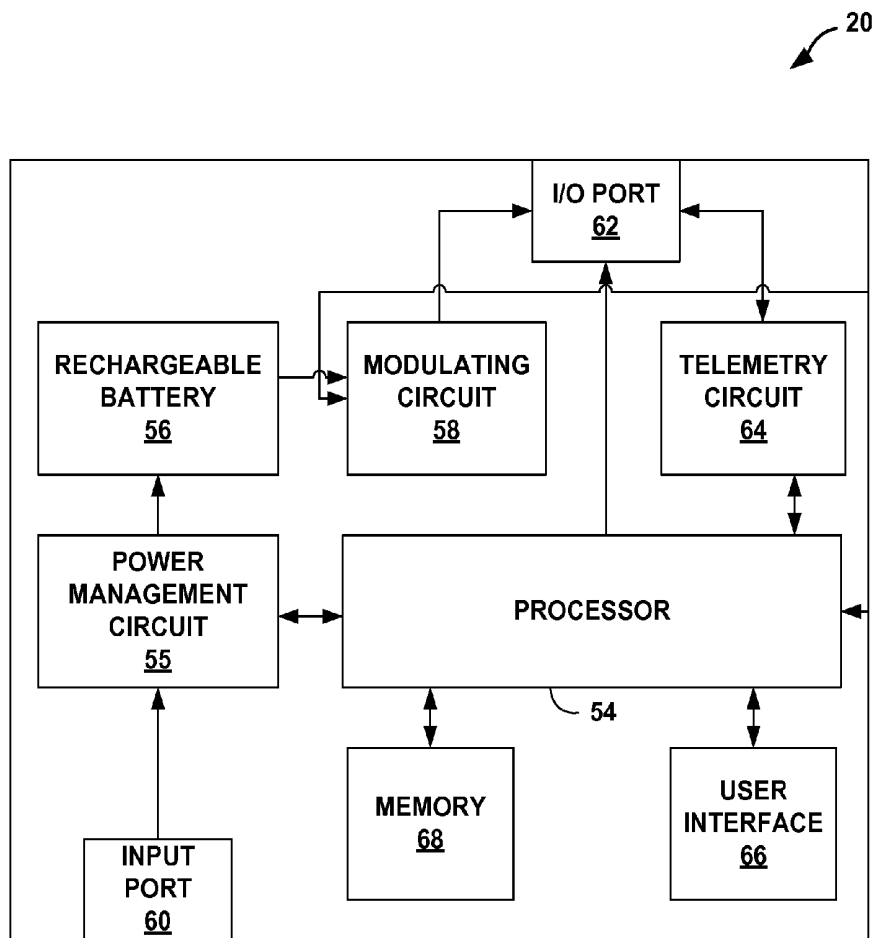 20
I/O PORT
62
RECHARGEABLE
BATTERY
56
MODULATING
CIRCUIT
58
TELEMETRY
CIRCUIT
64
POWER
MANAGEMENT
CIRCUIT
55
PROCESSOR
54
MEMORY
68
USER
INTERFACE
66
INPUT
PORT
60